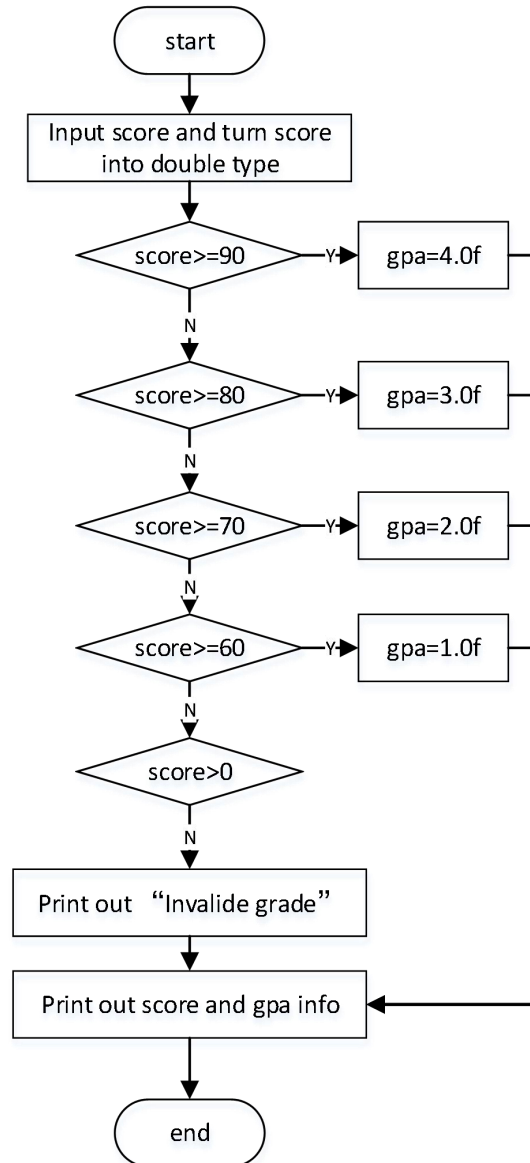 start
Input score and turn score
into double type
score>=90
Y
gpa=4.0f
N
score>=80
Y
gpa=3.0f
N
score>=70
Y
gpa=2.0f
N
score>=60
Y
gpa=1.0f
N
score>0
N
Print out “Invalide grade”
Print out score and gpa info
end